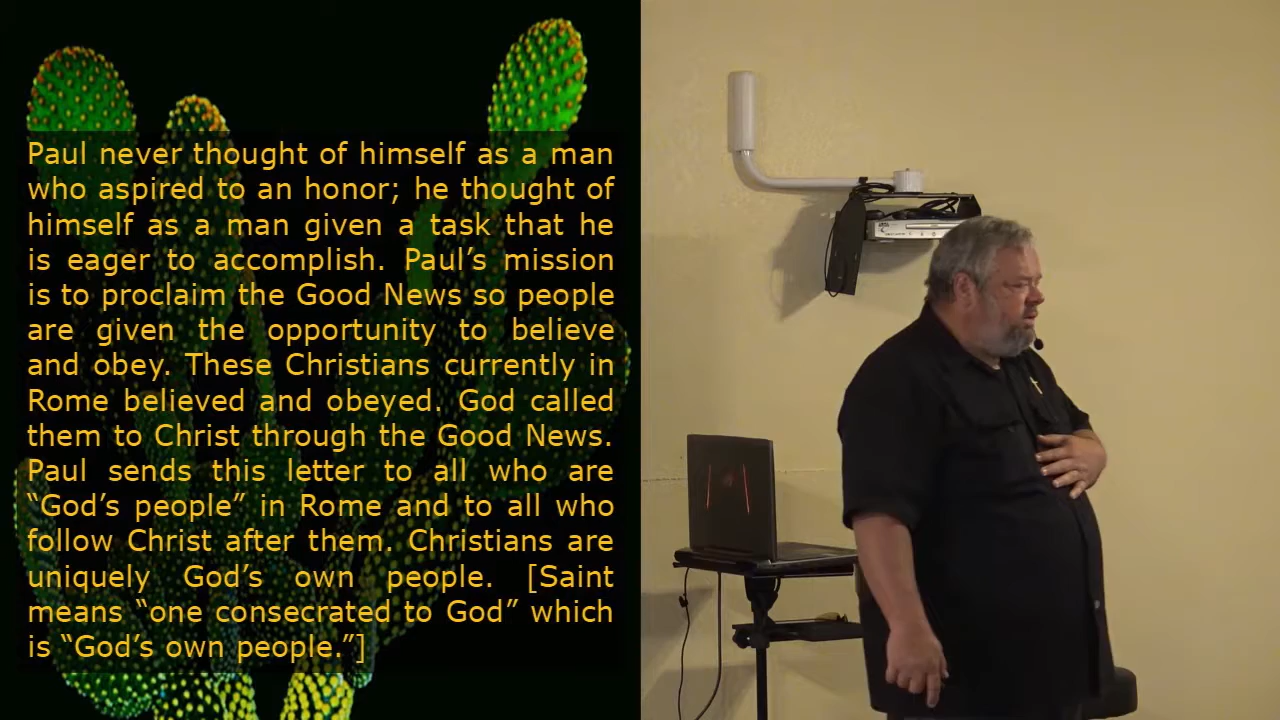 Paul never thought of himself as a man
who aspired to an honor; he thought of
himself as a man given a task that he
is eager to accomplish. Paul’s mission
is to proclaim the Good News so people
are given the opportunity to believe
and obey. These Christians currently in
Rome believed and obeyed. God called
them to Christ through the Good News.
Paul sends this letter to all who are
“God’s people” in Rome and to all who
follow Christ after them. Christians are
uniquely God’s own people. [Saint
means “one consecrated to God” which
is “God’s own people.”]